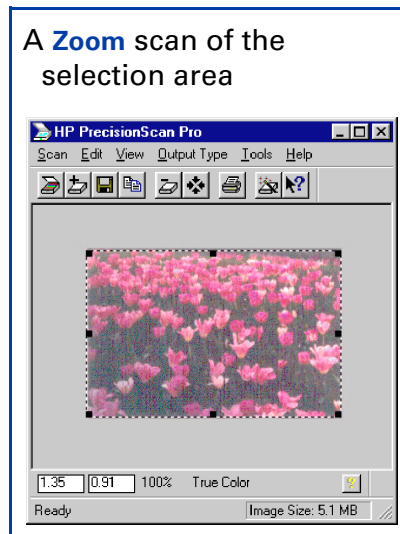 A Zoom scan of the
selection area
HP PrecisionScan Pro
Scan Edit View Output Type Tools Help
1.35 0.91 100% True Color
Ready Image Size: 5.1 MB